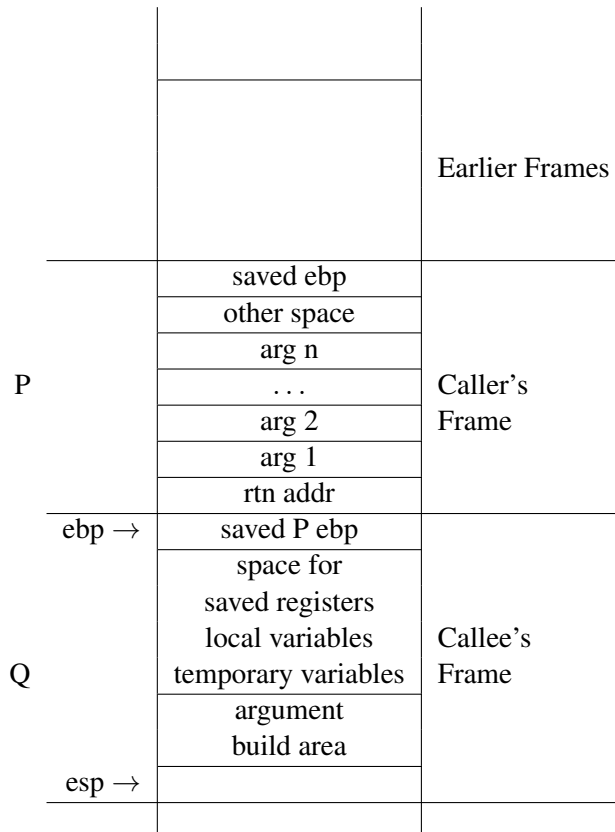 Earlier Frames
saved ebp
other space
arg n
P . . . Caller's
arg 2 Frame
arg 1
rtn addr
ebp → saved P ebp
space for
saved registers
local variables Callee's
Q temporary variables Frame
argument
build area
esp →